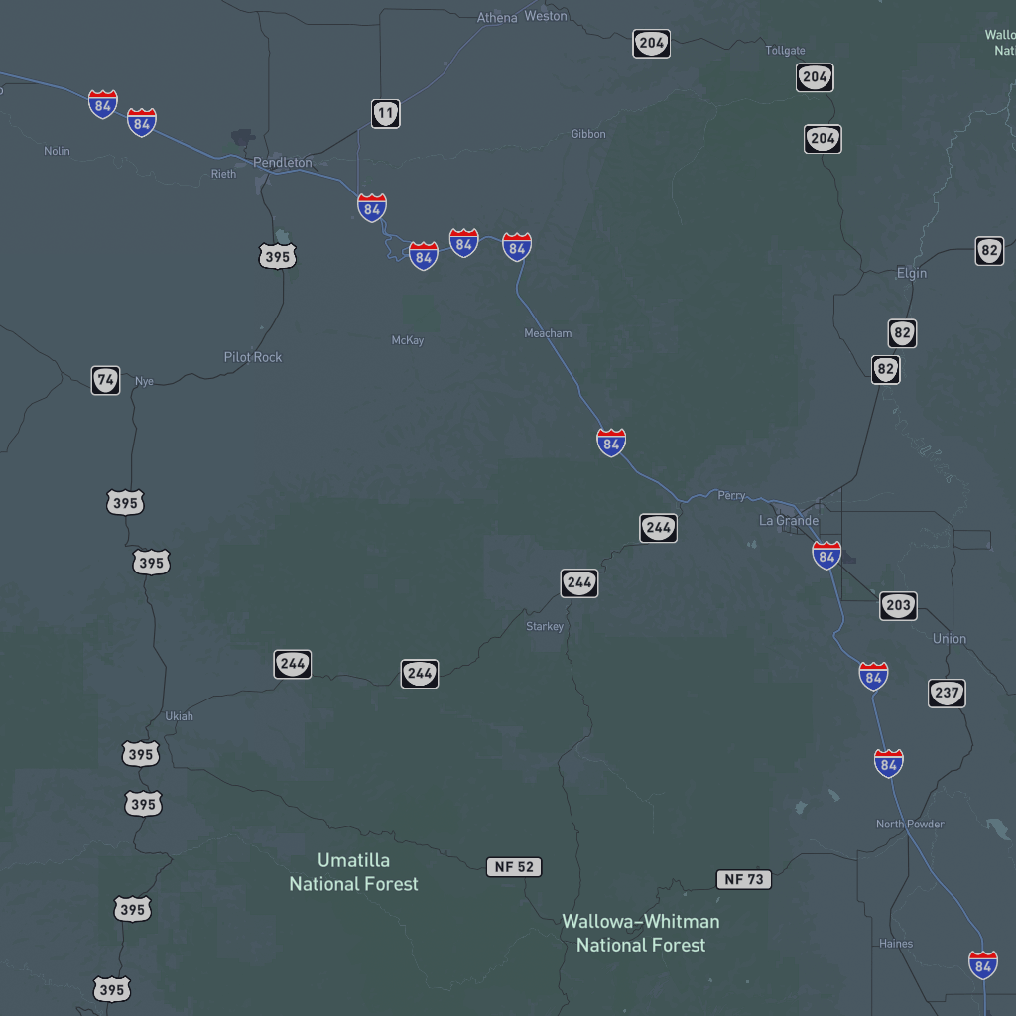 Athena
Weston
204
Tollgate
204
204
84
84
11
Nolin
Rieth
Pendleton
Gibbon
84
84
84
84
395
82
Elgin
82
82
McKay
Meacham
Pilot Rock
74
Nye
84
395
395
Perry
La Grande
84
244
244
Starkey
203
Union
244
244
84
237
Ukiah
395
395
84
North Powder
Umatilla
National Forest
NF 52
NF 73
395
Wallowa–Whitman
National Forest
Haines
84
395